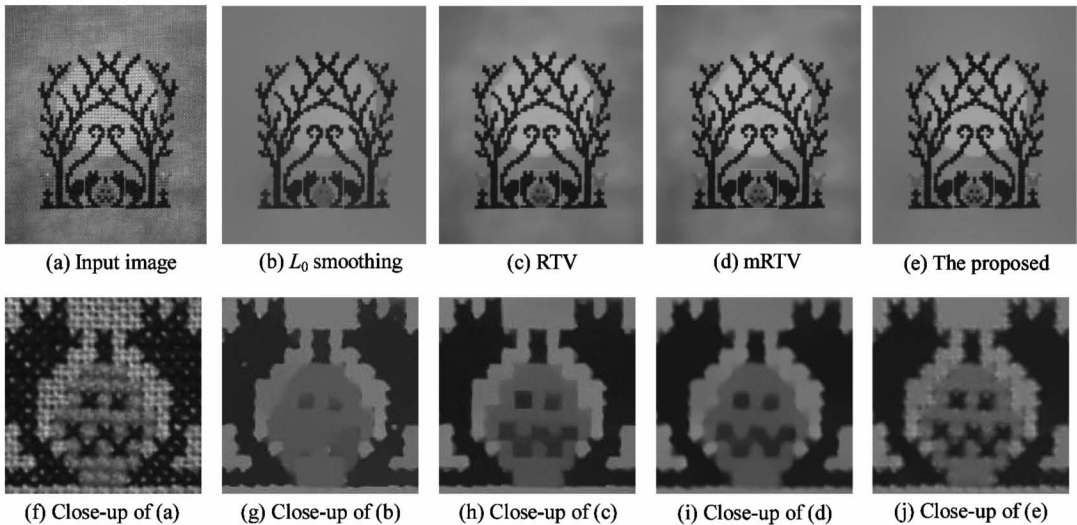 (a) Input image
(b) L₀ smoothing
(c) RTV
(d) mRTV
(e) The proposed
(f) Close-up of (a)
(g) Close-up of (b)
(h) Close-up of (c)
(i) Close-up of (d)
(j) Close-up of (e)